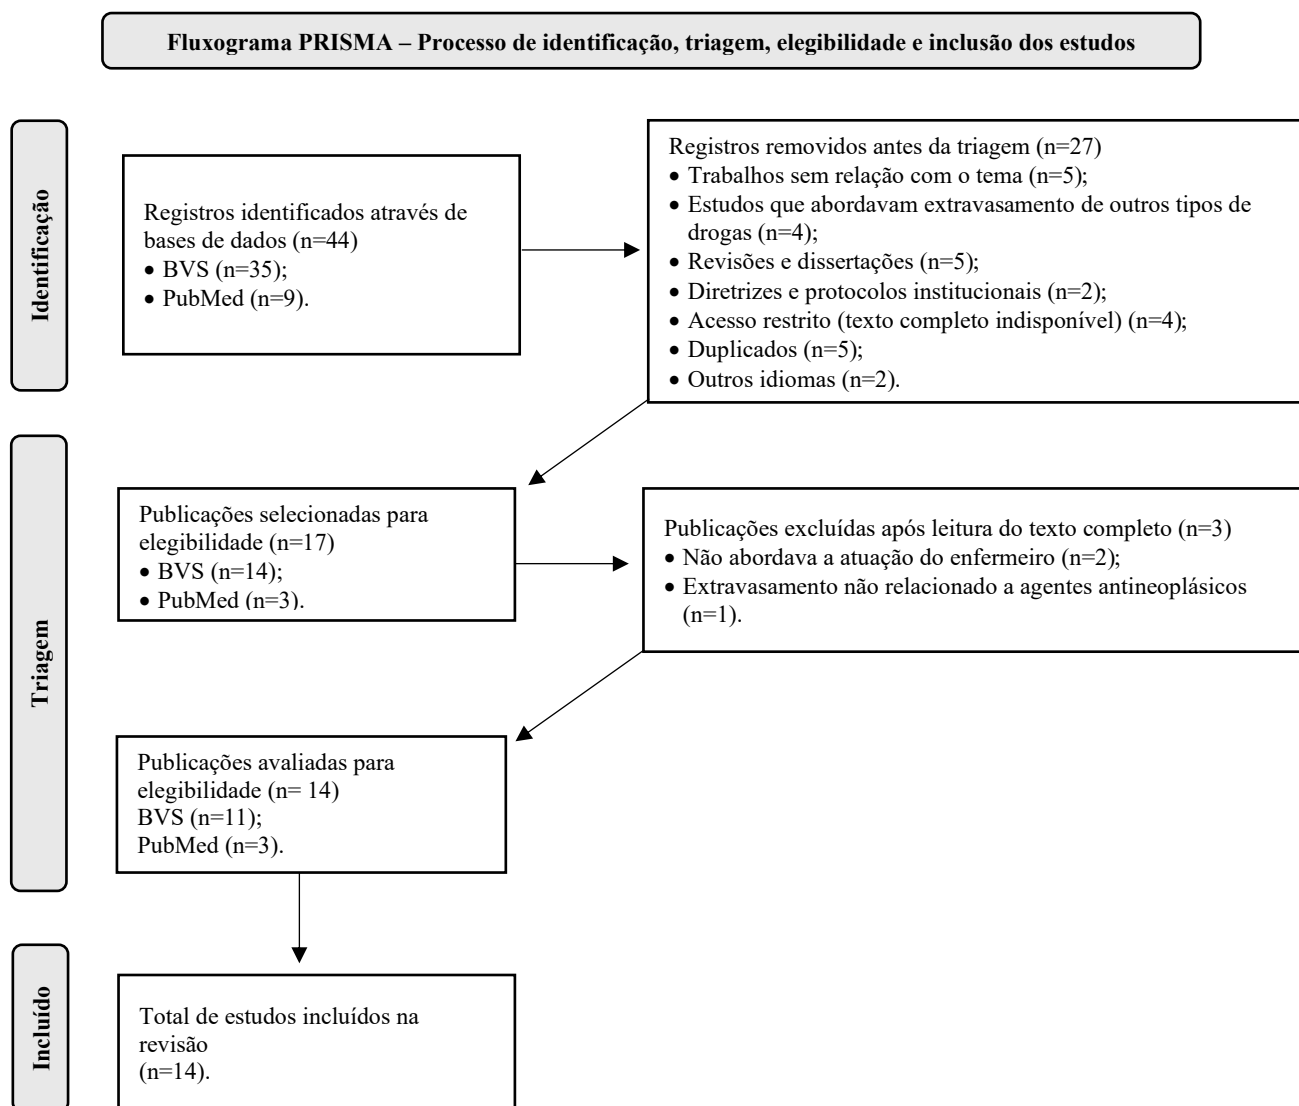 Fluxograma PRISMA – Processo de identificação, triagem, elegibilidade e inclusão dos estudos
Identificação
Registros identificados através de
bases de dados (n=44)
• BVS (n=35);
• PubMed (n=9).
Registros removidos antes da triagem (n=27)
• Trabalhos sem relação com o tema (n=5);
• Estudos que abordavam extravasamento de outros tipos de
drogas (n=4);
• Revisões e dissertações (n=5);
• Diretrizes e protocolos institucionais (n=2);
• Acesso restrito (texto completo indisponível) (n=4);
• Duplicados (n=5);
• Outros idiomas (n=2).
Triagem
Publicações selecionadas para
elegibilidade (n=17)
• BVS (n=14);
• PubMed (n=3).
Publicações excluídas após leitura do texto completo (n=3)
• Não abordava a atuação do enfermeiro (n=2);
• Extravasamento não relacionado a agentes antineoplásicos
(n=1).
Publicações avaliadas para
elegibilidade (n= 14)
BVS (n=11);
PubMed (n=3).
Incluído
Total de estudos incluídos na
revisão
(n=14).